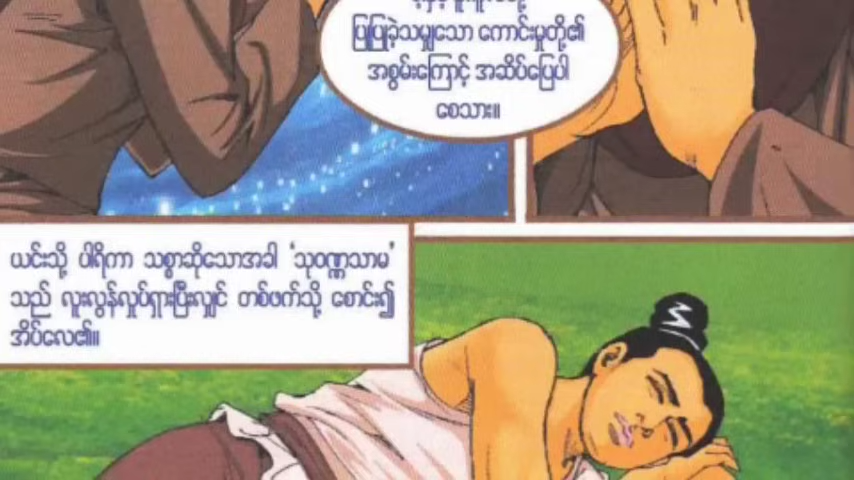 ပြုပြုခဲ့သမျှသော ကောင်းမှုတို့၏
အစွမ်းကြောင့် အဆိပ်ပြေပါ
စေသား။
ယင်းသို့ ပါရိကာ သစ္စာဆိုသောအခါ ‘သုဝဏ္ဏသာမ’
သည် လူးလွန်လှုပ်ရှားပြီးလျှင် တစ်ဖက်သို့ စောင်း၍
အိပ်လေ၏။